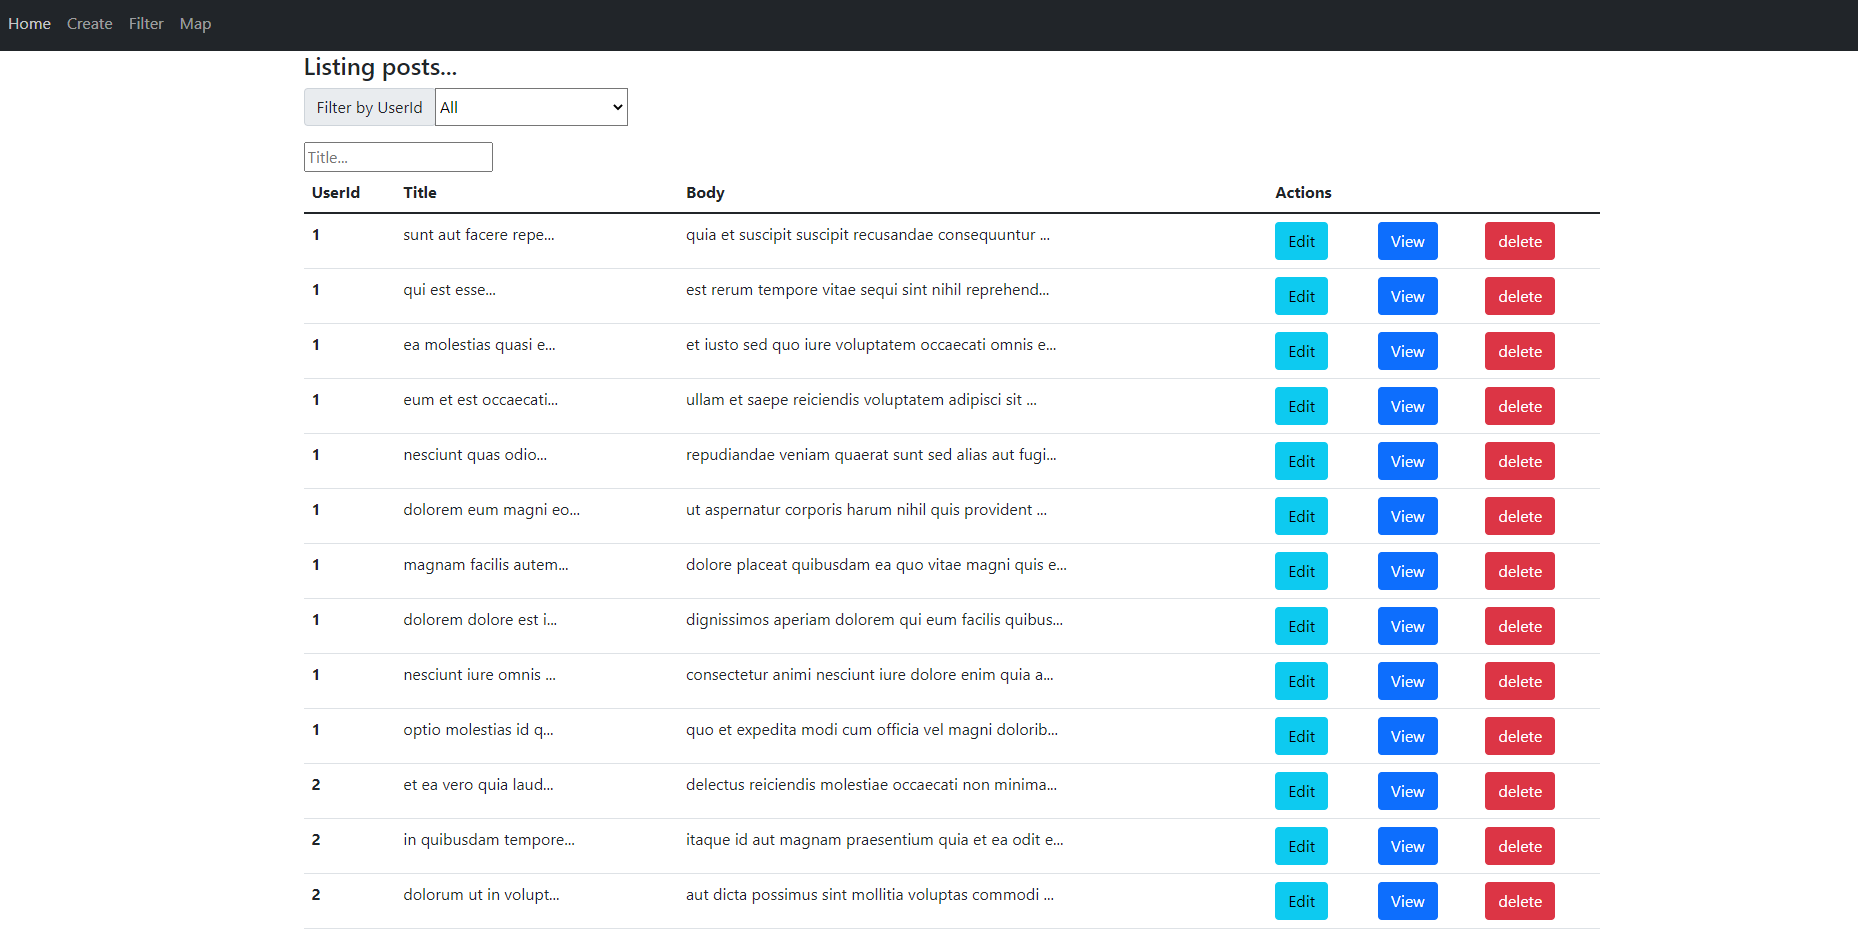 Home Create Filter Map
Listing posts...
Filter by UserId All
Title...
UserId Title Body Actions
1 sunt aut facere repe... quia et suscipit suscipit recusandae consequuntur ... Edit View delete
1 qui est esse... est rerum tempore vitae sequi sint nihil reprehend... Edit View delete
1 ea molestias quasi e... et iusto sed quo iure voluptatem occaecati omnis e... Edit View delete
1 eum et est occaecati... ullam et saepe reiciendis voluptatem adipisci sit ... Edit View delete
1 nesciunt quas odio... repudiandae veniam quaerat sunt sed alias aut fugi... Edit View delete
1 dolorem eum magni eo... ut aspernatur corporis harum nihil quis provident ... Edit View delete
1 magnam facilis autem... dolore placeat quibusdam ea quo vitae magni quis e... Edit View delete
1 dolorem dolore est i... dignissimos aperiam dolorem qui eum facilis quibus... Edit View delete
1 nesciunt iure omnis ... consectetur animi nesciunt iure dolore enim quia a... Edit View delete
1 optio molestias id q... quo et expedita modi cum officia vel magni dolorib... Edit View delete
2 et ea vero quia laud... delectus reiciendis molestiae occaecati non minima... Edit View delete
2 in quibusdam tempore... itaque id aut magnam praesentium quia et ea odit e... Edit View delete
2 dolorum ut in volupt... aut dicta possimus sint mollitia voluptas commodi ... Edit View delete